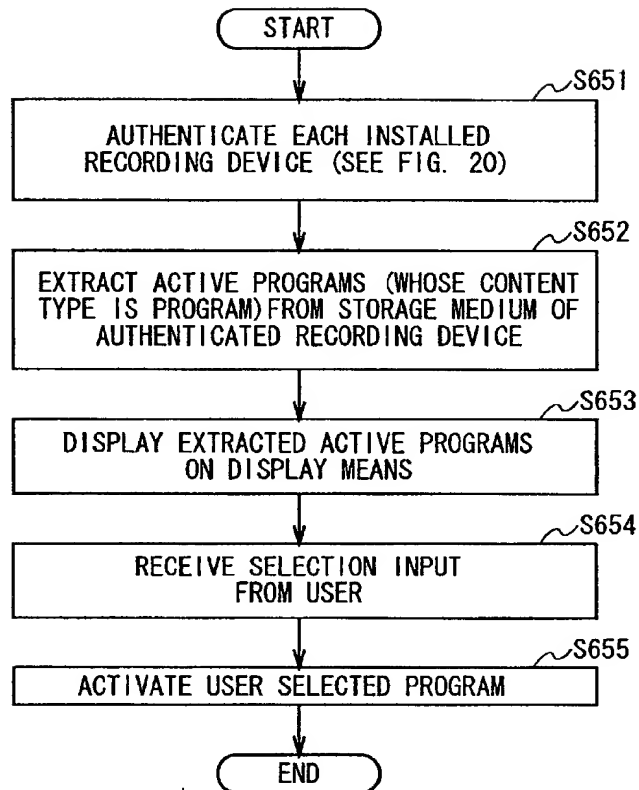 START
S651
AUTHENTICATE EACH INSTALLED
RECORDING DEVICE (SEE FIG. 20)
S652
EXTRACT ACTIVE PROGRAMS (WHOSE CONTENT
TYPE IS PROGRAM) FROM STORAGE MEDIUM OF
AUTHENTICATED RECORDING DEVICE
S653
DISPLAY EXTRACTED ACTIVE PROGRAMS
ON DISPLAY MEANS
S654
RECEIVE SELECTION INPUT
FROM USER
S655
ACTIVATE USER SELECTED PROGRAM
END